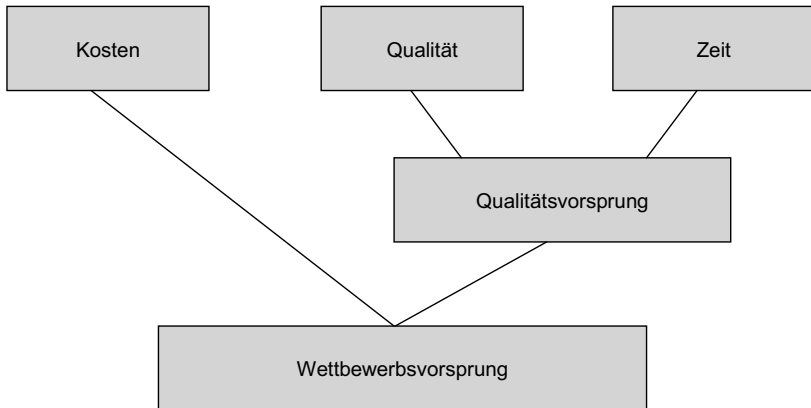 Kosten
Qualität
Zeit
Qualitätsvorsprung
Wettbewerbsvorsprung